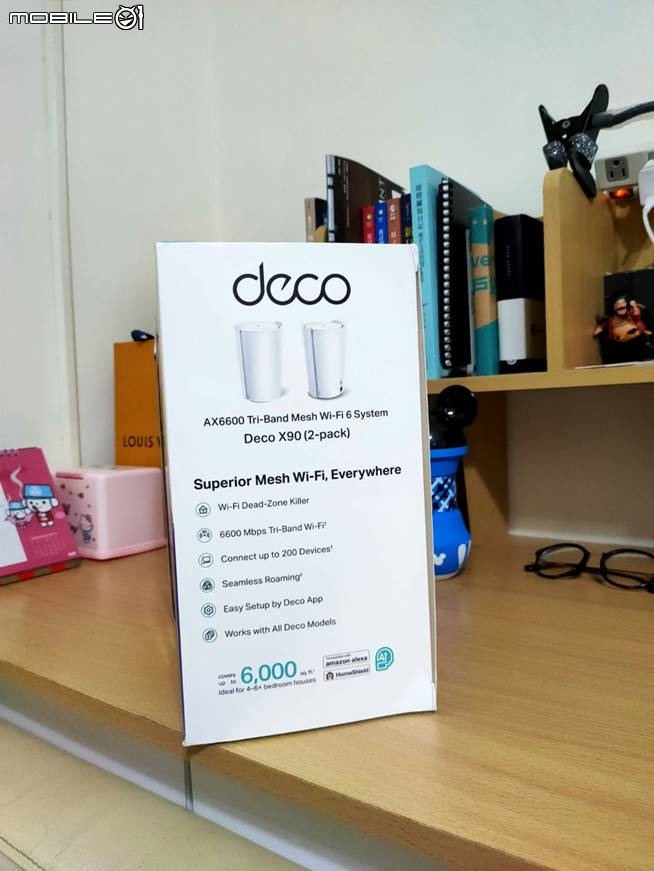 MOBILE01
deco
AX6600 Tri-Band Mesh Wi-Fi 6 System
Deco X90 (2-pack)
Superior Mesh Wi-Fi, Everywhere
Wi-Fi Dead-Zone Killer
6600 Mbps Tri-Band Wi-Fi†
Connect up to 200 Devices†
Seamless Roaming‡
Easy Setup by Deco App
Works with All Deco Models
covers up to 6,000 sq. ft.†
Ideal for 4-6+ bedroom houses
amazon alexa
HomeShield
AI
LOUIS V